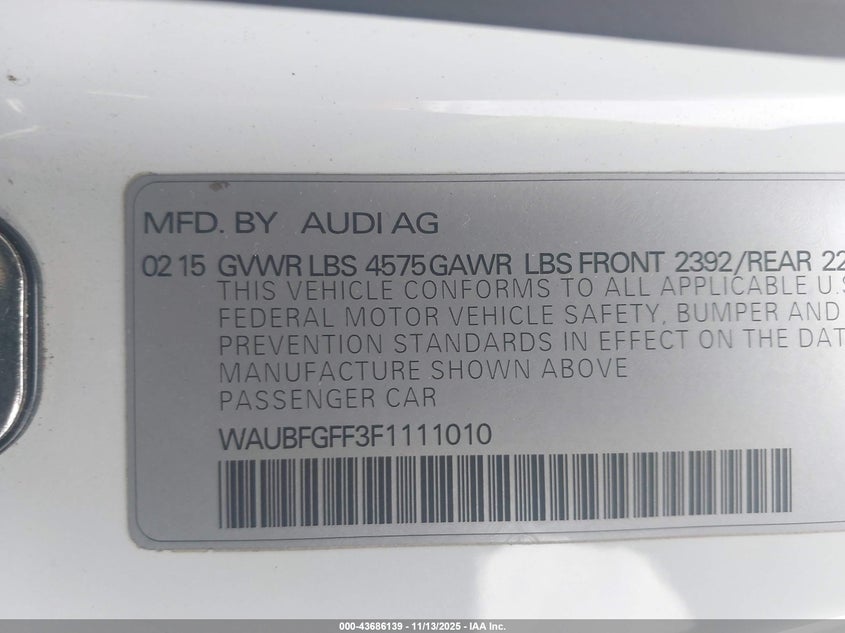 MFD. BY AUDI AG
02 15 GVWR LBS 4575 GAWR LBS FRONT 2392/REAR 22
THIS VEHICLE CONFORMS TO ALL APPLICABLE U.S
FEDERAL MOTOR VEHICLE SAFETY, BUMPER AND
PREVENTION STANDARDS IN EFFECT ON THE DAT
MANUFACTURE SHOWN ABOVE
PASSENGER CAR
WAUBFGFF3F1111010
000-43686139 - 11/13/2025 - IAA Inc.